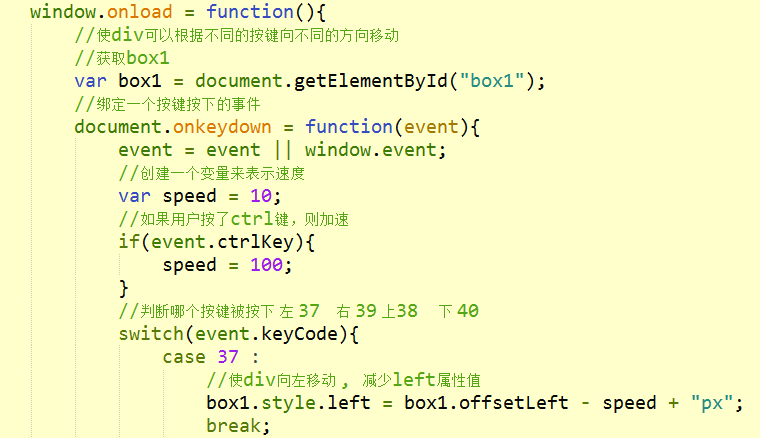 window.onload = function(){
//使div可以根据不同的按键向不同的方向移动
//获取box1
var box1 = document.getElementById("box1");
//绑定一个按键按下的事件
document.onkeydown = function(event){
event = event || window.event;
//创建一个变量来表示速度
var speed = 10;
//如果用户按了ctrl键，则加速
if(event.ctrlKey){
speed = 100;
}
//判断哪个按键被按下 左 37 右 39 上38 下 40
switch(event.keyCode){
case 37 :
//使div向左移动 , 减少left属性值
box1.style.left = box1.offsetLeft - speed + "px";
break;